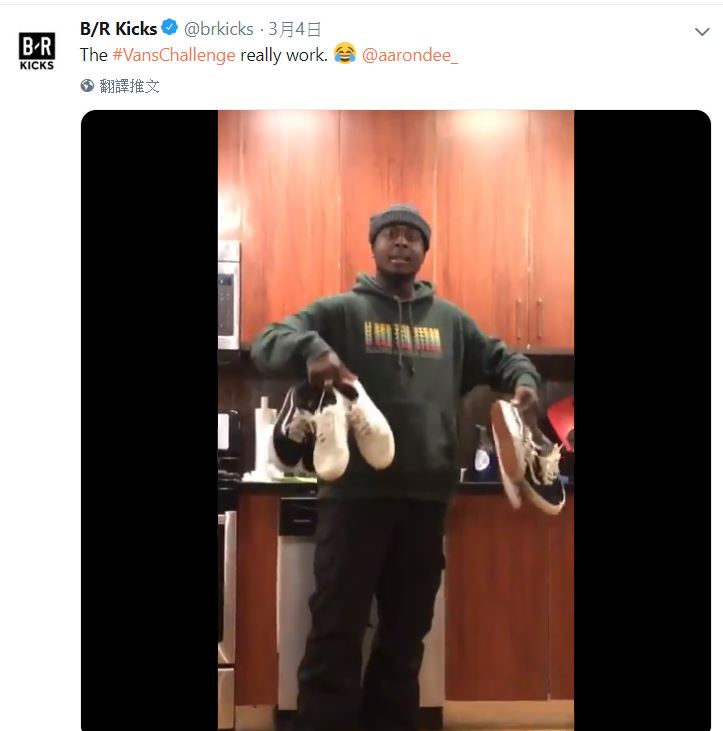 B/R Kicks @brkicks · 3月4日
B/R
KICKS
The #VansChallenge really work. 😂 @aarondee_
翻譯推文